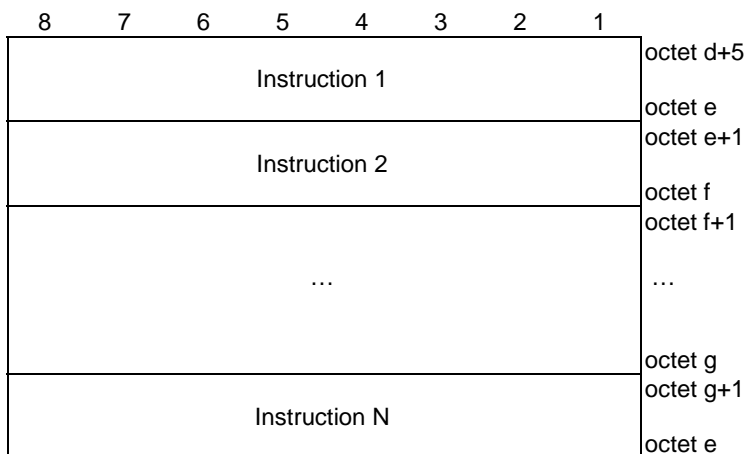 8 7 6 5 4 3 2 1
octet d+5
Instruction 1
octet e
octet e+1
Instruction 2
octet f
octet f+1
… …
octet g
octet g+1
Instruction N
octet e